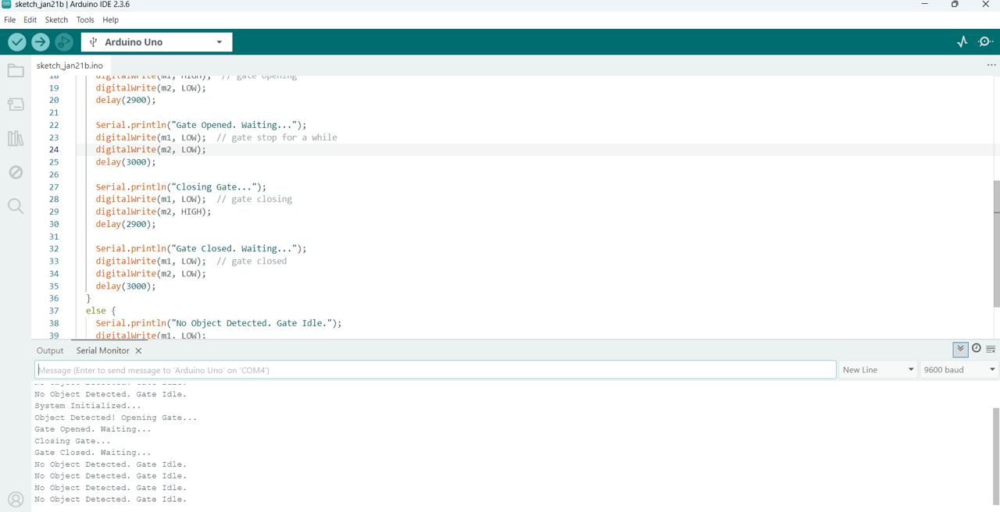 sketch_jan21b | Arduino IDE 2.3.6
File Edit Sketch Tools Help
Arduino Uno
sketch_jan21b.ino
18 digitalWrite(m1, HIGH); // gate opening
19 digitalWrite(m2, LOW);
20 delay(2900);
21
22 Serial.println("Gate Opened. Waiting...");
23 digitalWrite(m1, LOW); // gate stop for a while
24 digitalWrite(m2, LOW);
25 delay(3000);
26
27 Serial.println("Closing Gate...");
28 digitalWrite(m1, LOW); // gate closing
29 digitalWrite(m2, HIGH);
30 delay(2900);
31
32 Serial.println("Gate Closed. Waiting...");
33 digitalWrite(m1, LOW); // gate closed
34 digitalWrite(m2, LOW);
35 delay(3000);
36 }
37 else {
38 Serial.println("No Object Detected. Gate Idle.");
39 digitalWrite(m1, LOW);
Output Serial Monitor
Message (Enter to send message to 'Arduino Uno' on 'COM4') New Line 9600 baud
No Object Detected. Gate Idle.
No Object Detected. Gate Idle.
System Initialized...
Object Detected! Opening Gate...
Gate Opened. Waiting...
Closing Gate...
Gate Closed. Waiting...
No Object Detected. Gate Idle.
No Object Detected. Gate Idle.
No Object Detected. Gate Idle.
No Object Detected. Gate Idle.